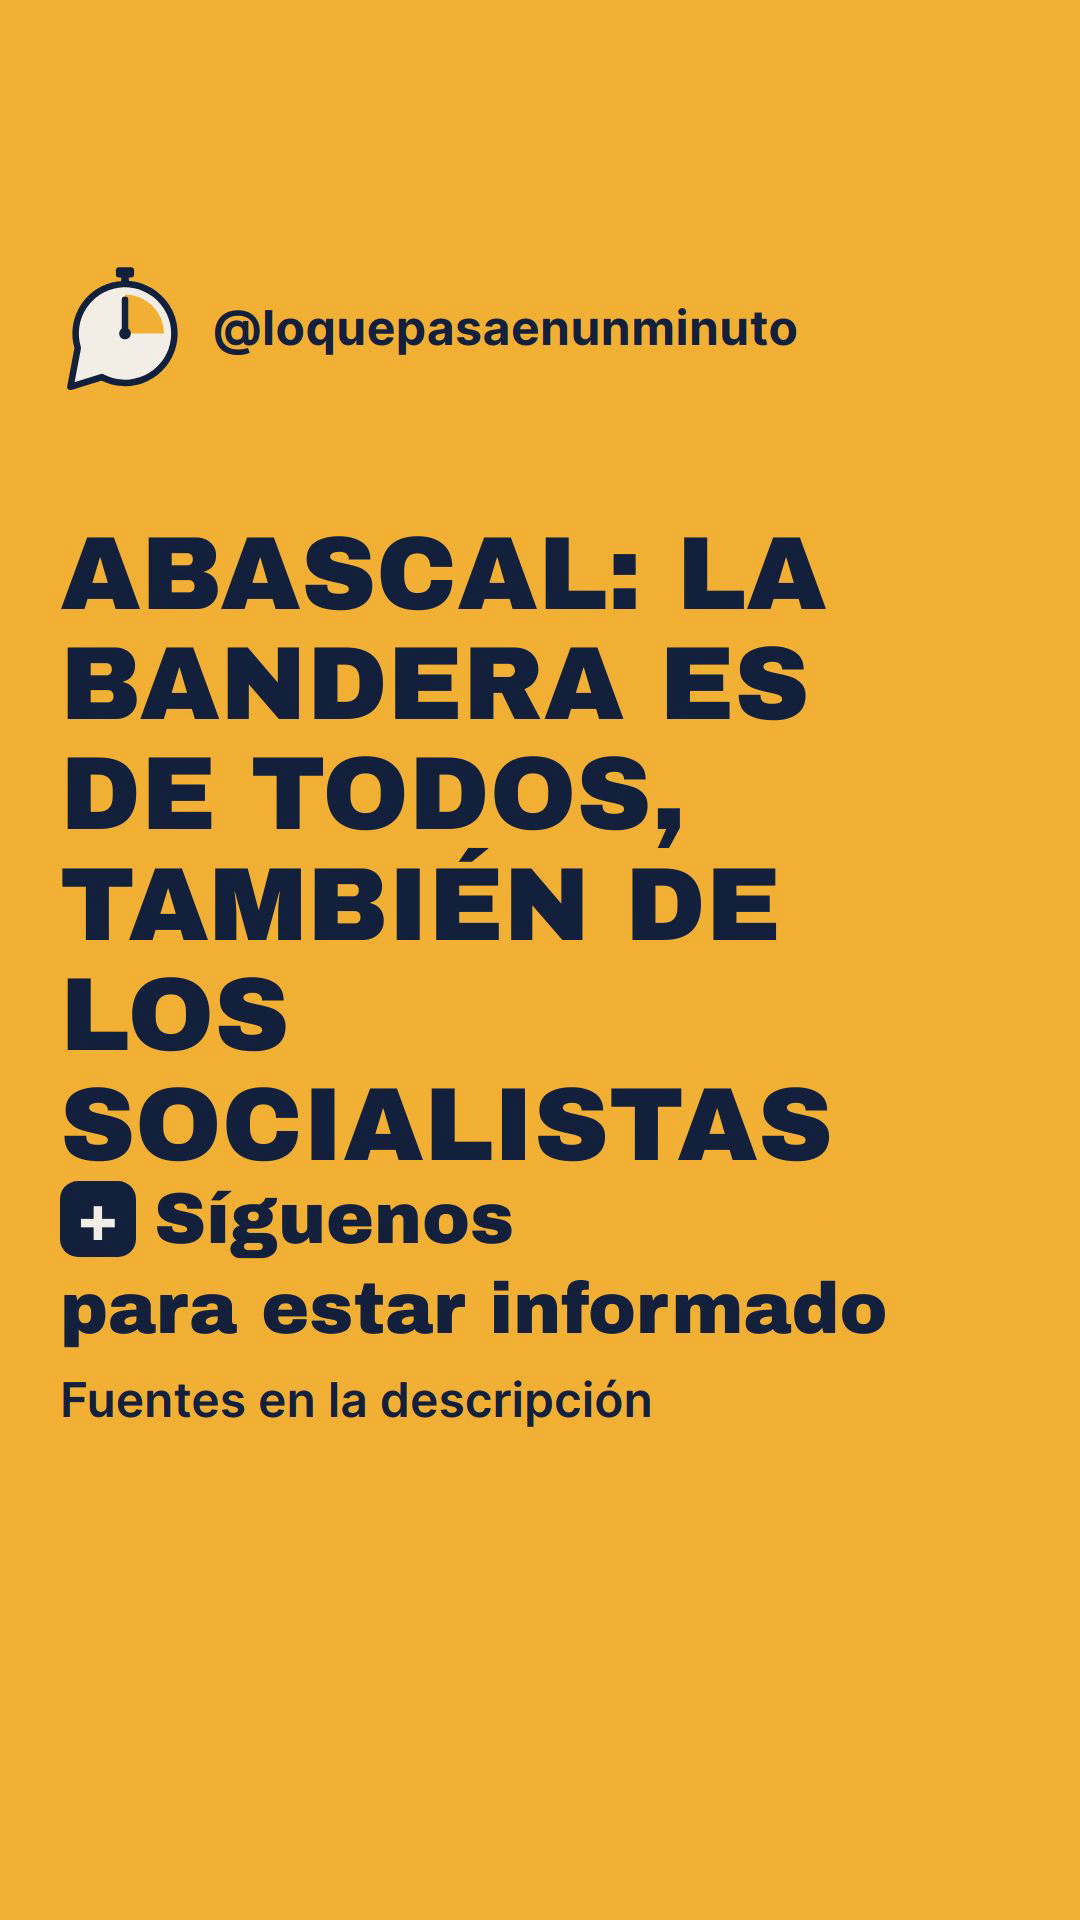 @loquepasaenunminuto
ABASCAL: LA
BANDERA ES
DE TODOS,
TAMBIÉN DE
LOS
SOCIALISTAS
+ Síguenos
para estar informado
Fuentes en la descripción